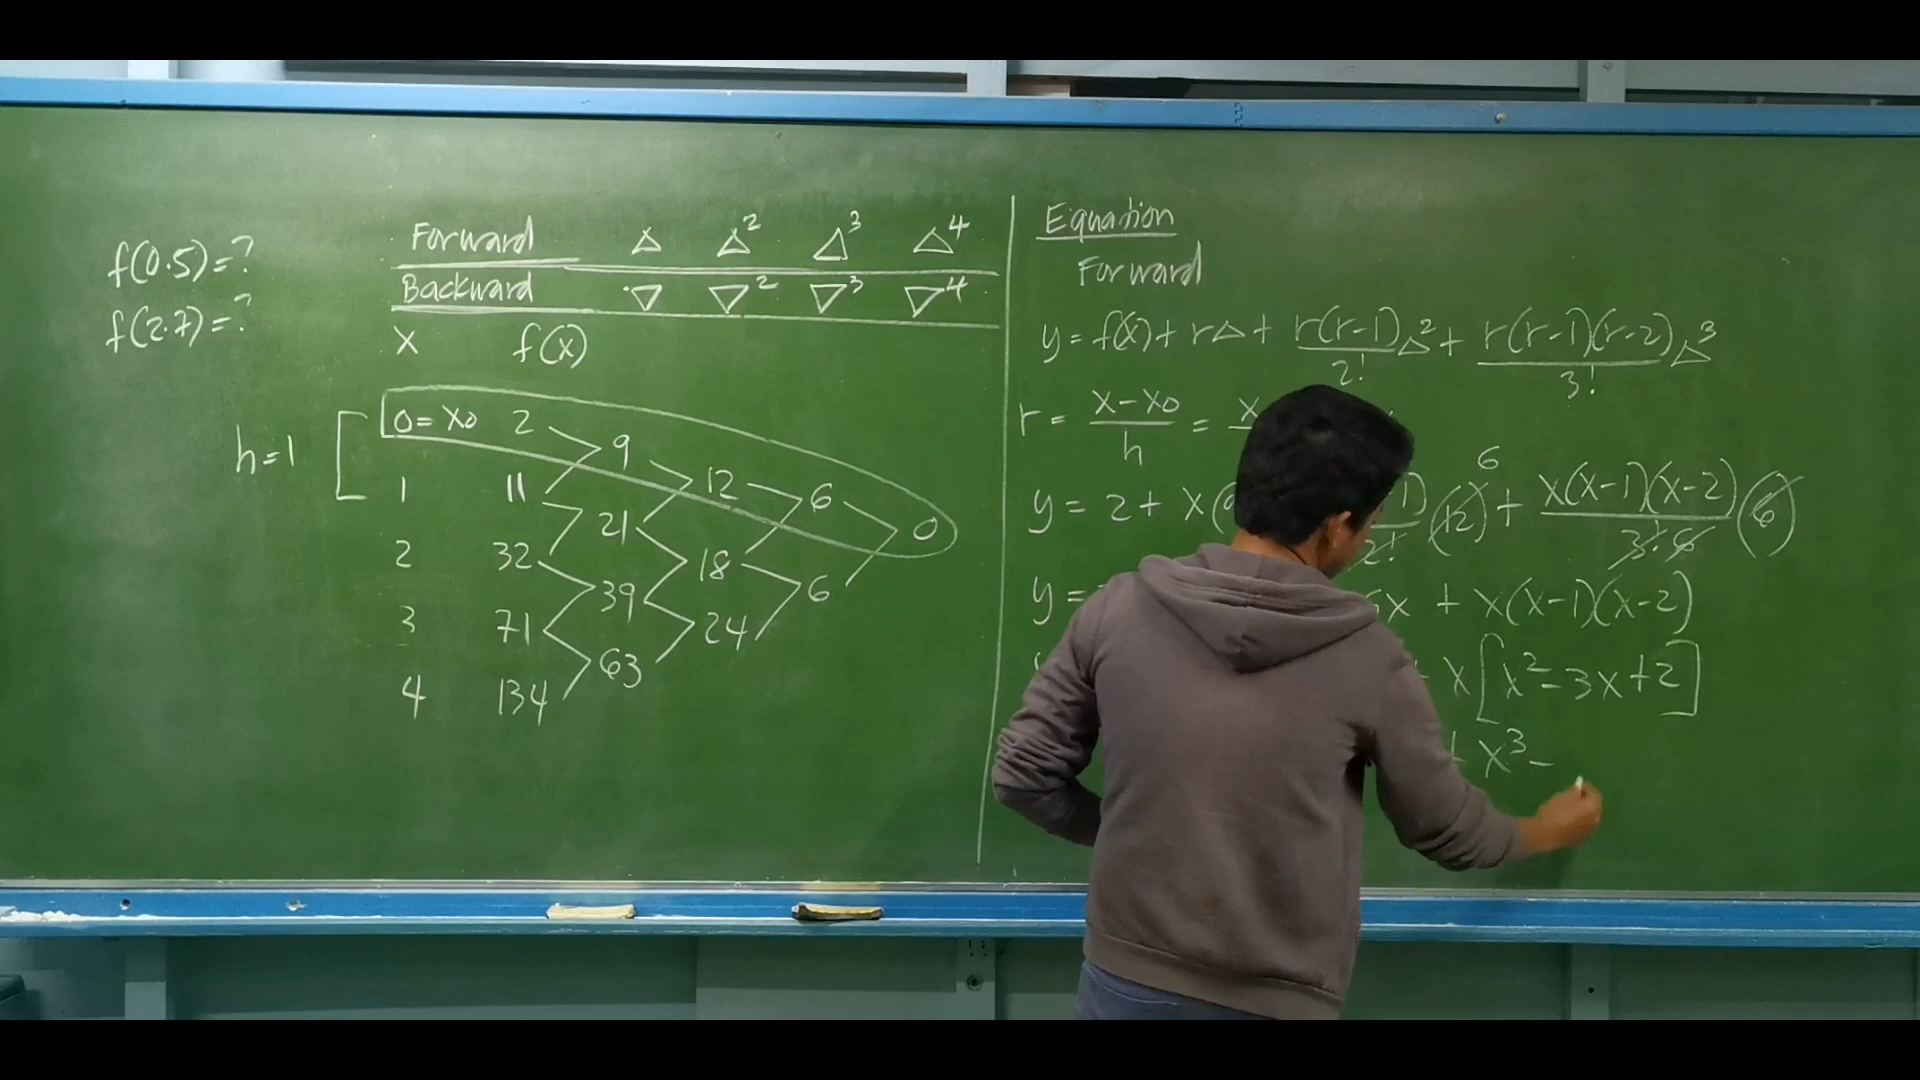 f(0.5)=?
f(2.7)=?
Forward △ △² △³ △⁴
Backward ▽ ▽² ▽³ ▽⁴
x f(x)
h=1
0=x0 2
1 11
2 32
3 71
4 134
9
21
39
63
12
18
24
6
6
0
Equation
Forward
y=f(x)+r△+ r(r-1)/2! △²+ r(r-1)(r-2)/3! △³
r= x-x0/h = x
y= 2+ x( 1)/2! (12) 6 + x(x-1)(x-2)/3! 6 (6)
y= x + x(x-1)(x-2)
x[x²-3x+2]
+ x³-